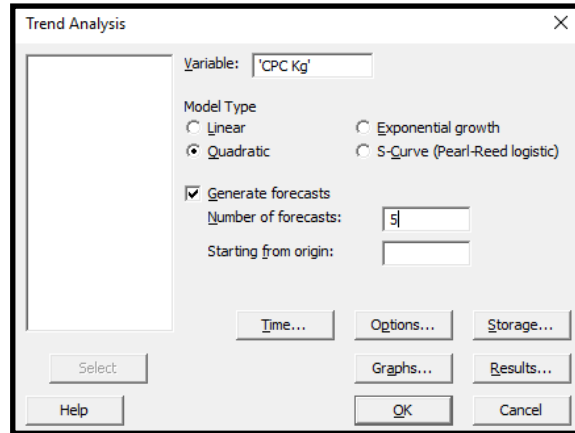 Trend Analysis
Variable: 'CPC Kg'
Model Type
Linear Exponential growth
Quadratic S-Curve (Pearl-Reed logistic)
Generate forecasts
Number of forecasts: 5
Starting from origin:
Time... Options... Storage...
Select Graphs... Results...
Help OK Cancel